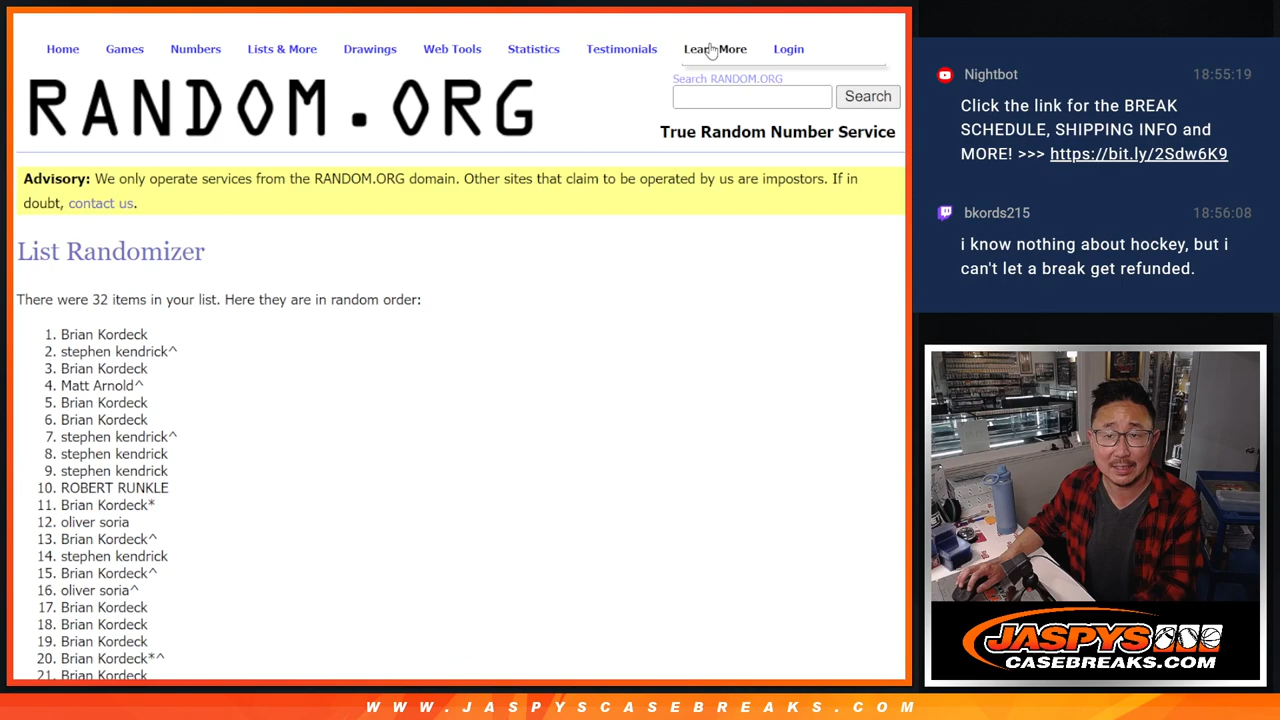 Home Games Numbers Lists & More Drawings Web Tools Statistics Testimonials Learn More Login
RANDOM.ORG
Search RANDOM.ORG
Search
True Random Number Service
Advisory: We only operate services from the RANDOM.ORG domain. Other sites that claim to be operated by us are impostors. If in
doubt, contact us.
List Randomizer
There were 32 items in your list. Here they are in random order:
1. Brian Kordeck
2. stephen kendrick^
3. Brian Kordeck
4. Matt Arnold^
5. Brian Kordeck
6. Brian Kordeck
7. stephen kendrick^
8. stephen kendrick
9. stephen kendrick
10. ROBERT RUNKLE
11. Brian Kordeck*
12. oliver soria
13. Brian Kordeck^
14. stephen kendrick
15. Brian Kordeck^
16. oliver soria^
17. Brian Kordeck
18. Brian Kordeck
19. Brian Kordeck
20. Brian Kordeck*^
21. Brian Kordeck
Nightbot 18:55:19
Click the link for the BREAK
SCHEDULE, SHIPPING INFO and
MORE! >>> https://bit.ly/2Sdw6K9
bkords215 18:56:08
i know nothing about hockey, but i
can't let a break get refunded.
JASPYS
CASEBREAKS.COM
WWW.JASPYSCASEBREAKS.COM